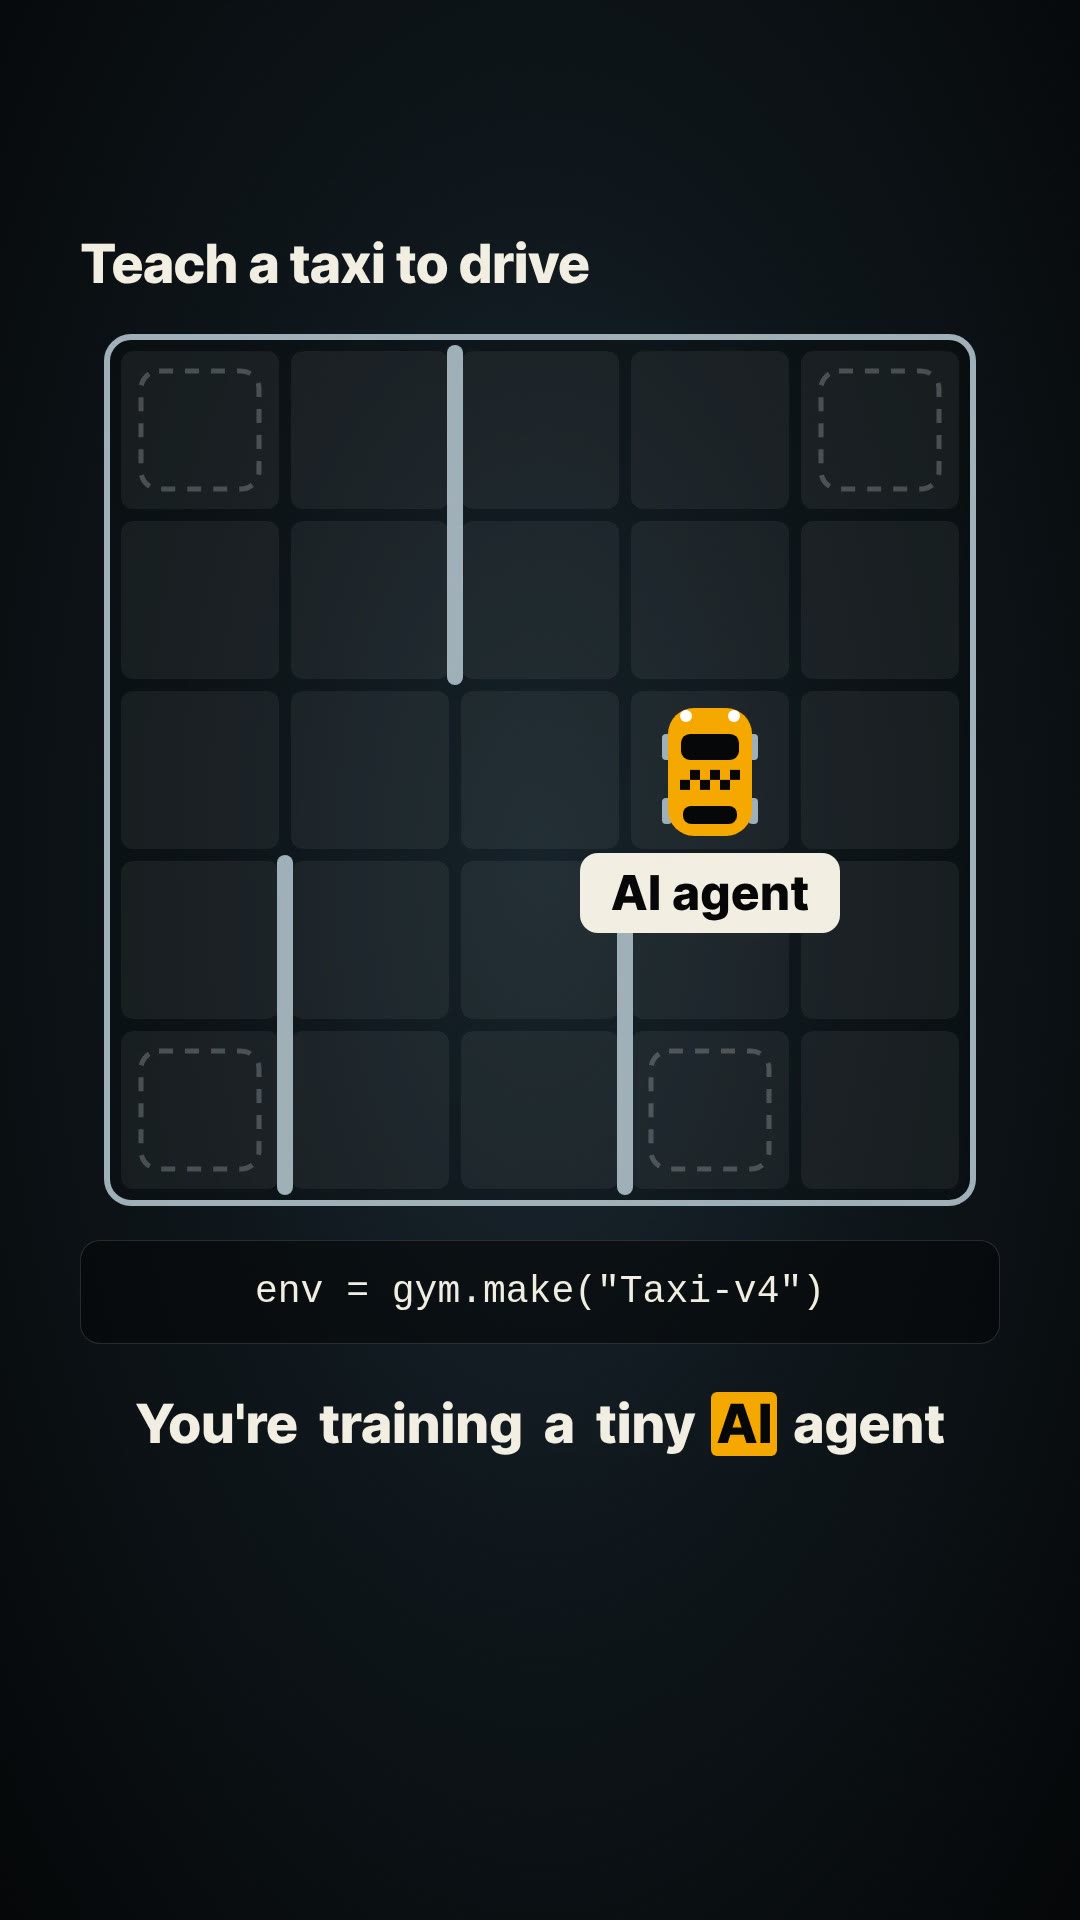 Teach a taxi to drive
AI agent
env = gym.make("Taxi-v4")
You're training a tiny AI agent